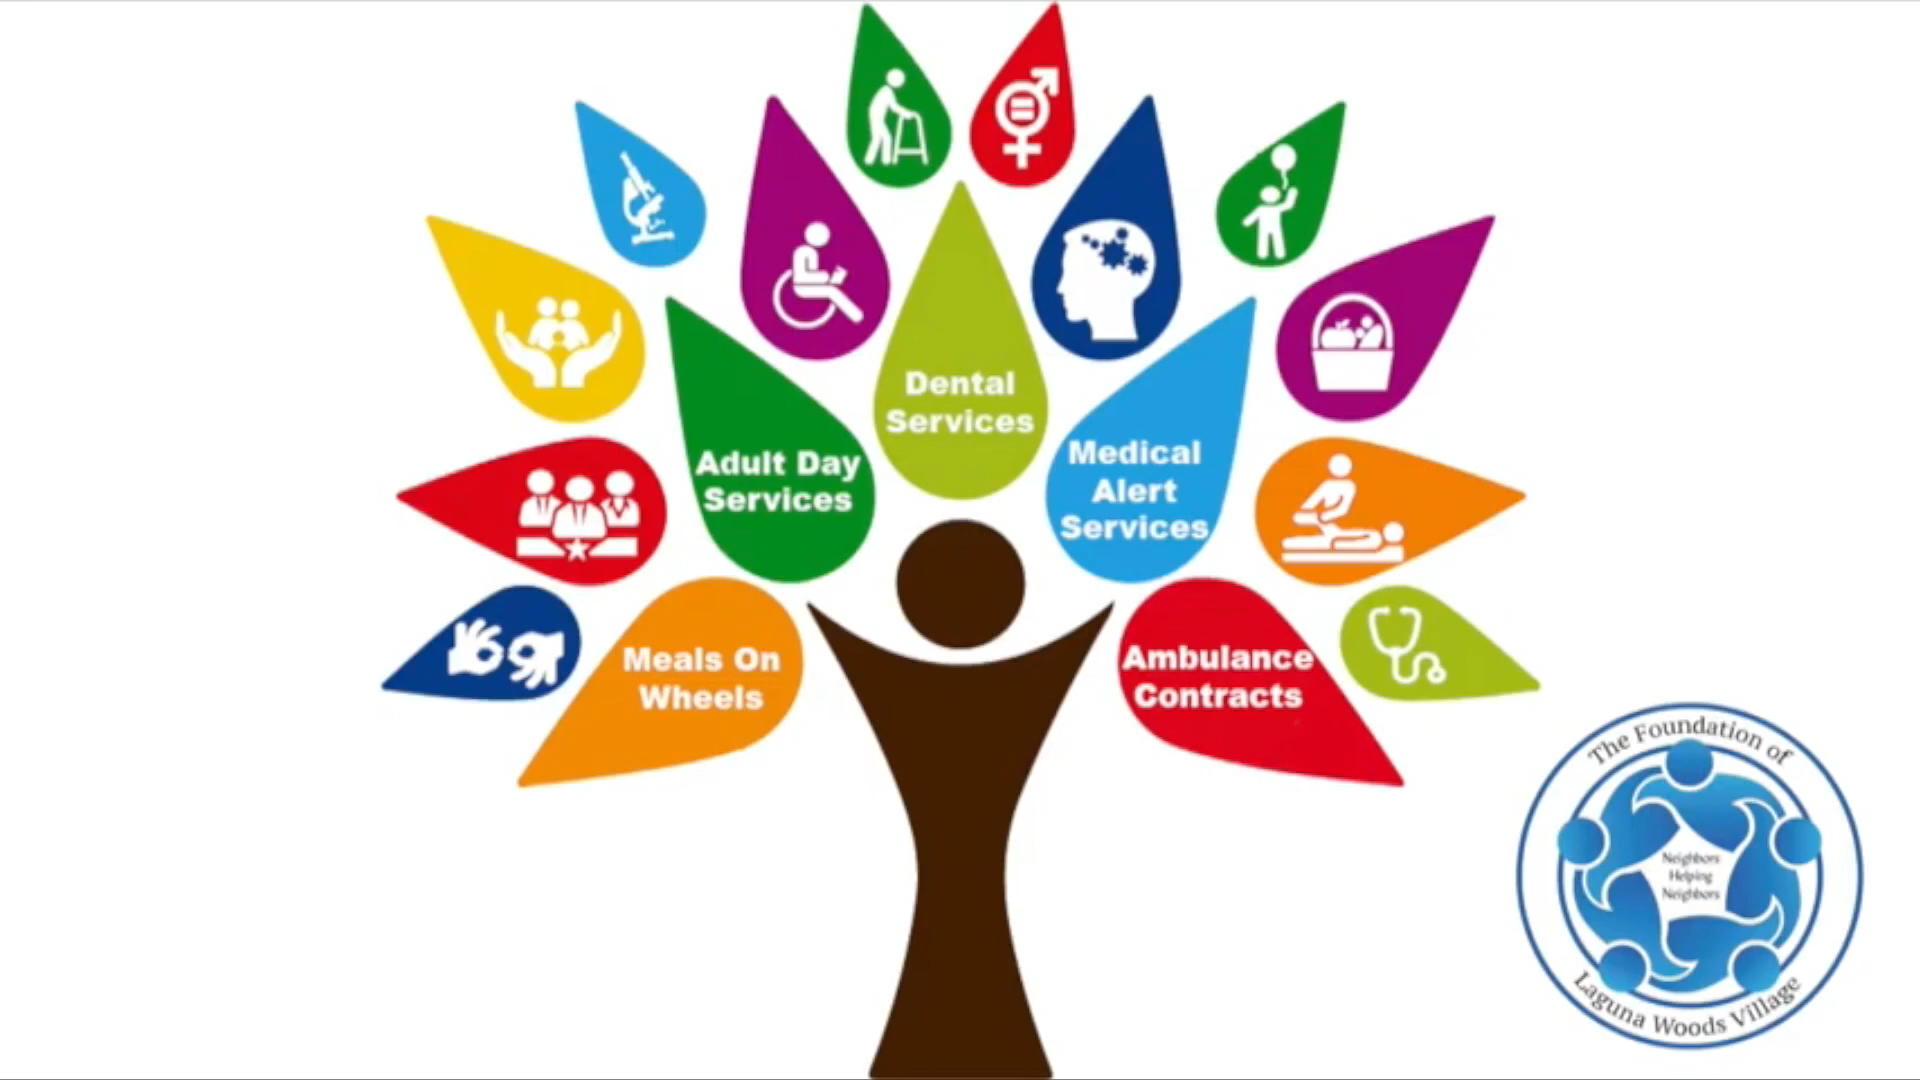 Dental
Services
Adult Day
Services
Medical
Alert
Services
Meals On
Wheels
Ambulance
Contracts
The Foundation of
Neighbors
Helping
Neighbors
Laguna Woods Village